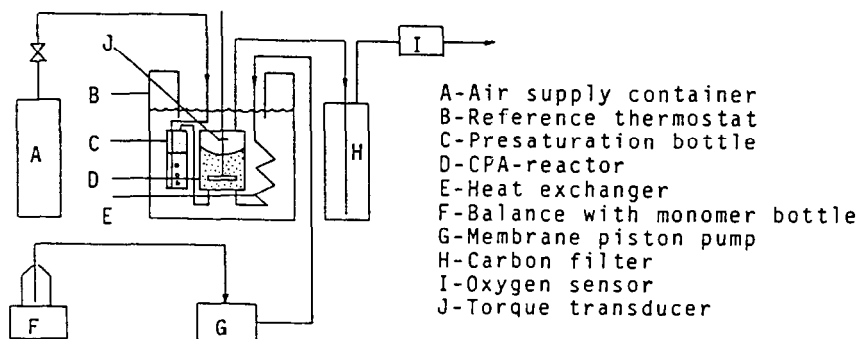 J
I
B
C
A
D
E
H
F
G
A-Air supply container
B-Reference thermostat
C-Presaturation bottle
D-CPA-reactor
E-Heat exchanger
F-Balance with monomer bottle
G-Membrane piston pump
H-Carbon filter
I-Oxygen sensor
J-Torque transducer